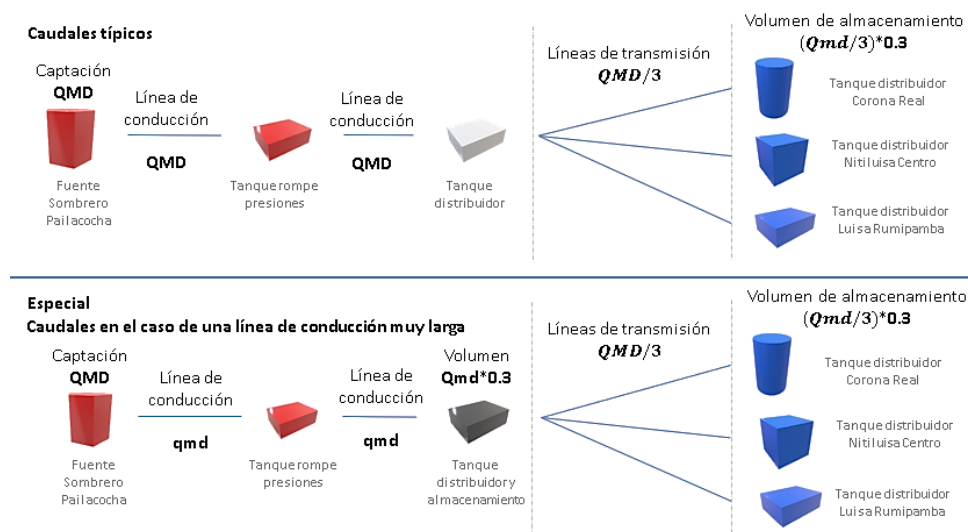 Caudales típicos
Captación
QMD
Fuente
Sombrero
Pailacocha
Línea de
conducción
QMD
Tanque rompe
presiones
Línea de
conducción
QMD
Tanque
distribuidor
Líneas de transmisión
QMD/3
Volumen de almacenamiento
(Qmd/3)*0.3
Tanque distribuidor
Corona Real
Tanque distribuidor
Nitiluisa Centro
Tanque distribuidor
Luisa Rumipamba
Especial
Caudales en el caso de una línea de conducción muy larga
Captación
QMD
Fuente
Sombrero
Pailacocha
Línea de
conducción
qmd
Tanque rompe
presiones
Línea de
conducción
qmd
Volumen
Qmd*0.3
Tanque
distribuidor y
almacenamiento
Líneas de transmisión
QMD/3
Volumen de almacenamiento
(Qmd/3)*0.3
Tanque distribuidor
Corona Real
Tanque distribuidor
Nitiluisa Centro
Tanque distribuidor
Luisa Rumipamba